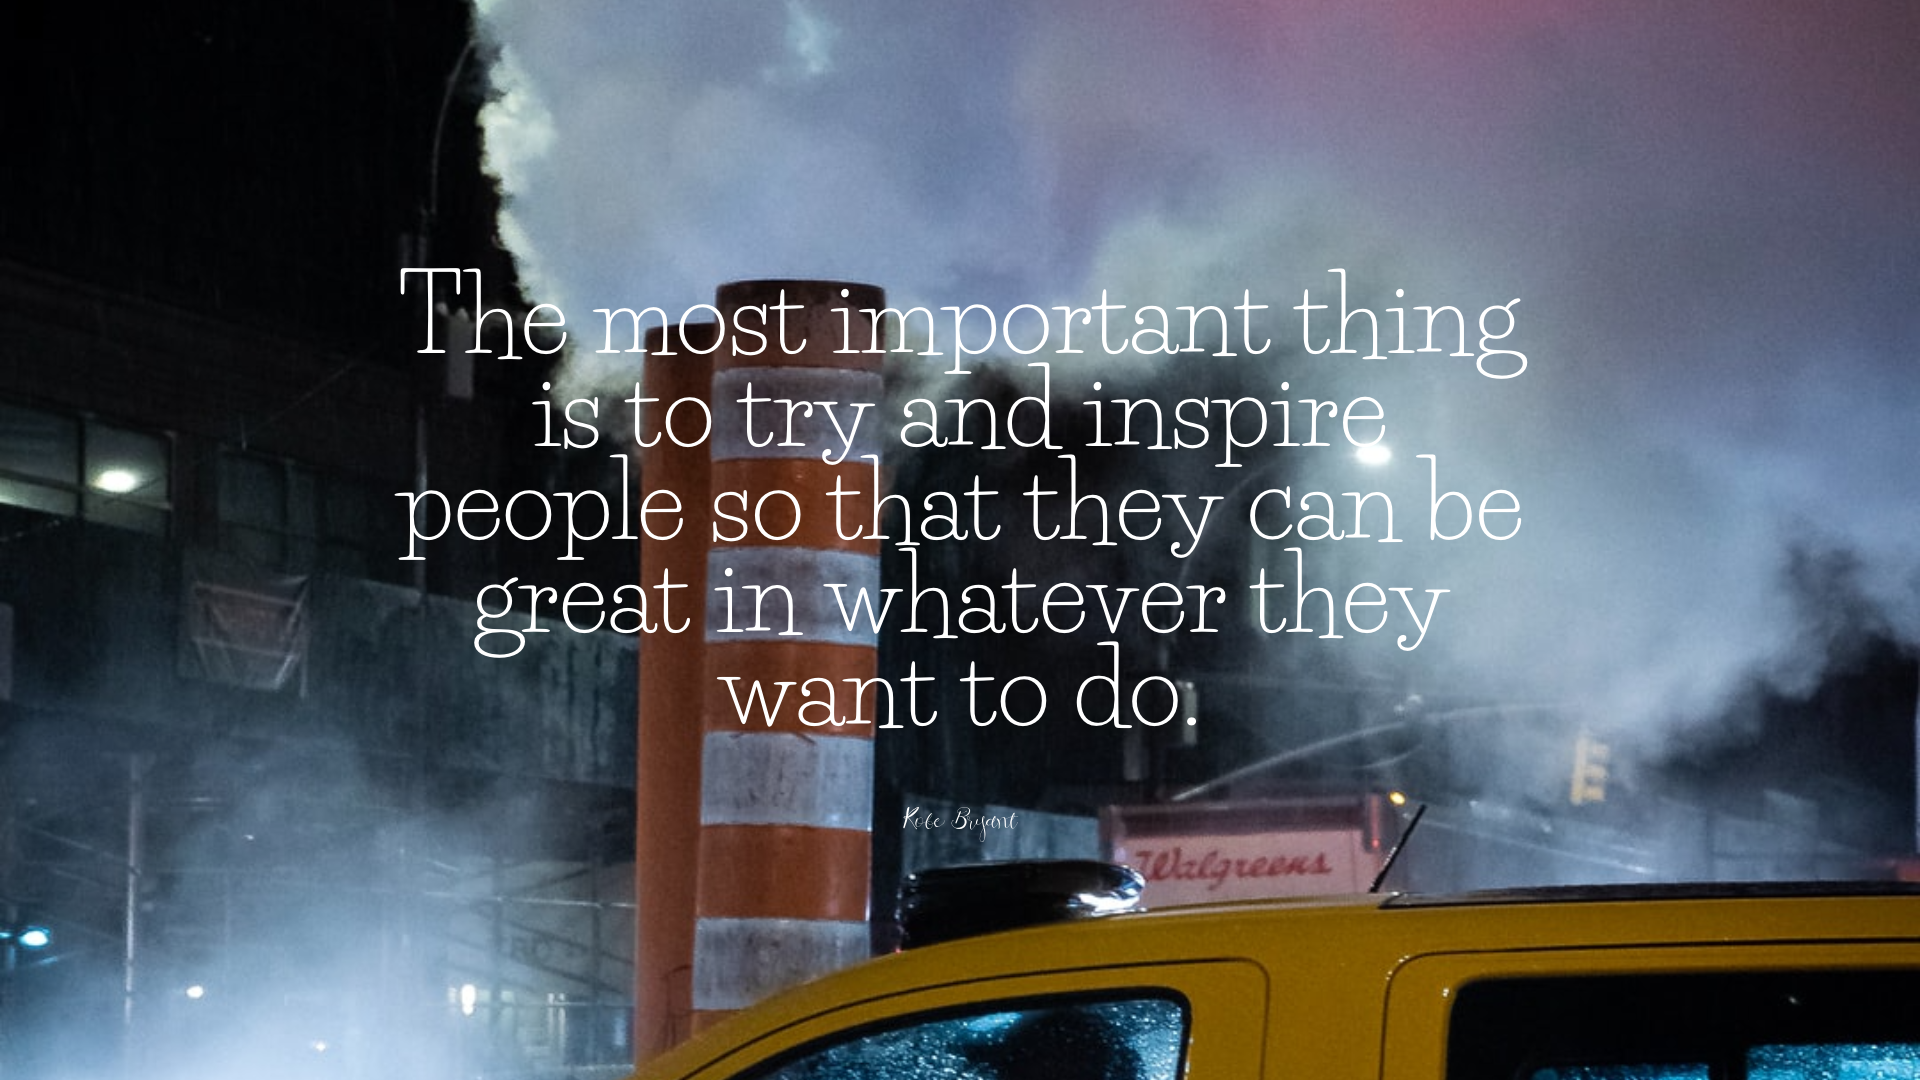 The most important thing
is to try and inspire
people so that they can be
great in whatever they
want to do.
Kobe Bryant
Walgreens